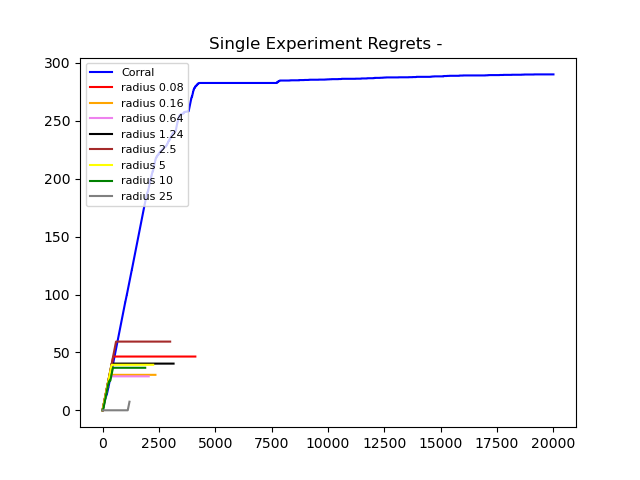 Single Experiment Regrets -
300
250
200
150
100
50
0
Corral
radius 0.08
radius 0.16
radius 0.64
radius 1.24
radius 2.5
radius 5
radius 10
radius 25
0 2500 5000 7500 10000 12500 15000 17500 20000